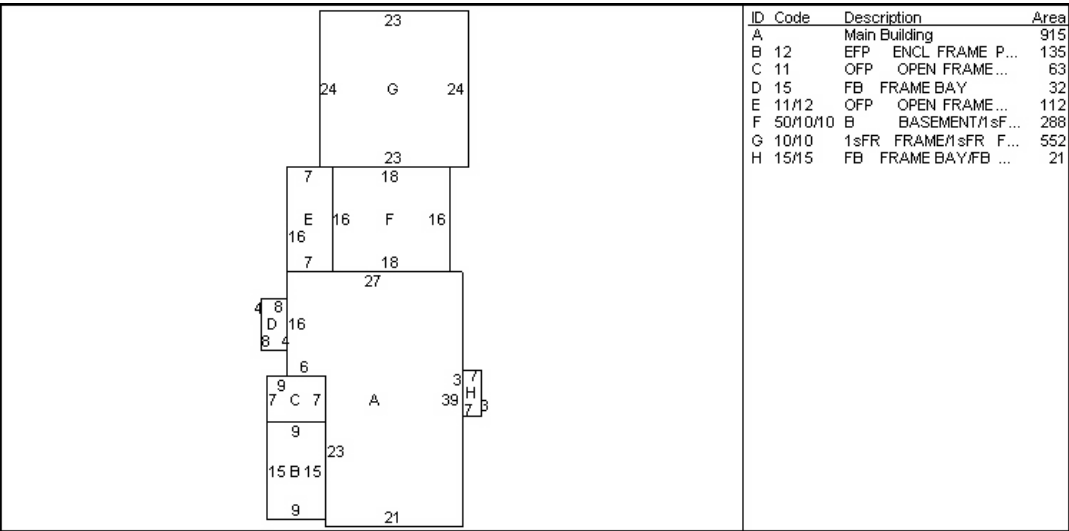 23
24 G 24
23
7 18
E 16 F 16
16
7 18
27
4 8
D 16
8 4
6
9 3 7
7 C 7 A 39 H
7 3
9
23
15 B 15
9
21
ID Code Description Area
A Main Building 915
B 12 EFP ENCL FRAME P... 135
C 11 OFP OPEN FRAME... 63
D 15 FB FRAME BAY 32
E 11/12 OFP OPEN FRAME... 112
F 50/10/10 B BASEMENT/1sF... 288
G 10/10 1sFR FRAME/1sFR F... 552
H 15/15 FB FRAME BAY/FB ... 21